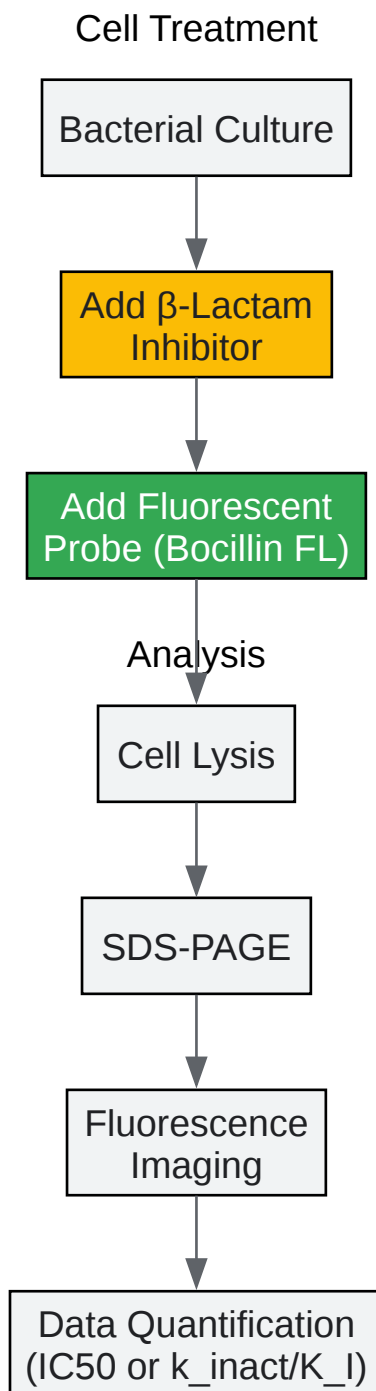 Cell Treatment
Bacterial Culture
Add β-Lactam
Inhibitor
Add Fluorescent
Probe (Bocillin FL)
Analysis
Cell Lysis
SDS-PAGE
Fluorescence
Imaging
Data Quantification
(IC50 or k_inact/K_I)